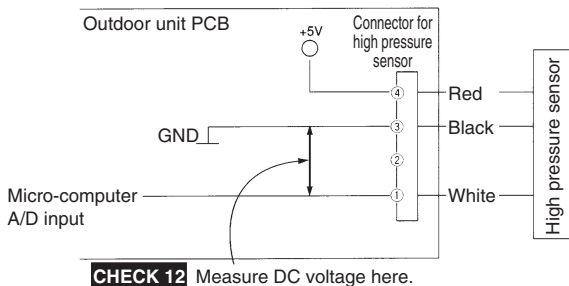 Outdoor unit PCB
+5V
Connector for
high pressure
sensor
④
Red
GND
③
Black
②
Micro-computer
A/D input
①
White
High pressure sensor
CHECK 12 Measure DC voltage here.